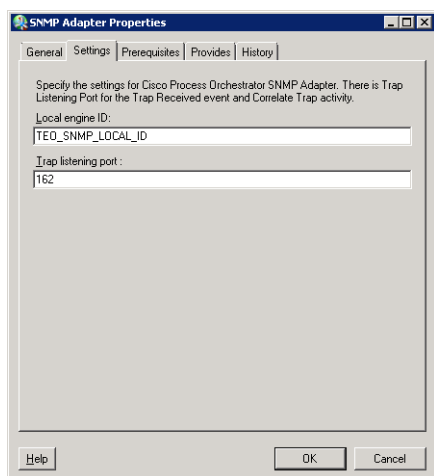 SNMP Adapter Properties
General Settings Prerequisites Provides History
Specify the settings for Cisco Process Orchestrator SNMP Adapter. There is Trap
Listening Port for the Trap Received event and Correlate Trap activity.
Local engine ID:
TEO_SNMP_LOCAL_ID
Trap listening port :
162
Help OK Cancel